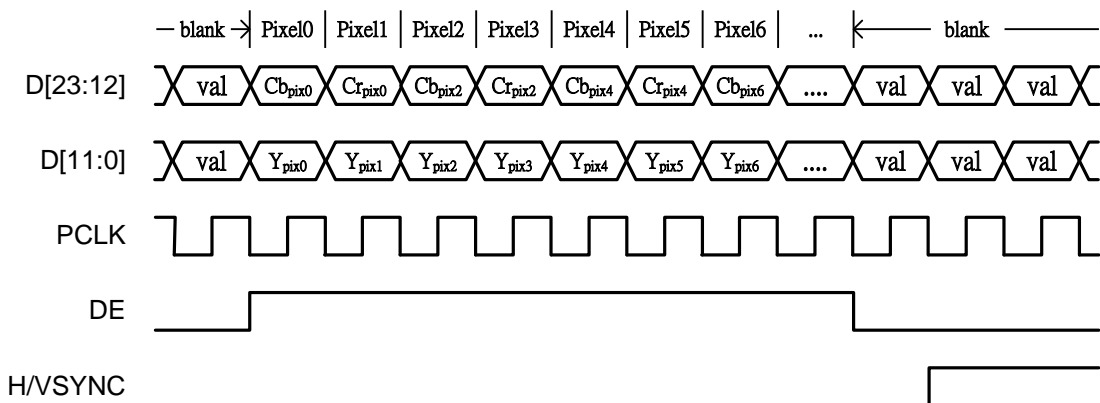 blank Pixel0 Pixel1 Pixel2 Pixel3 Pixel4 Pixel5 Pixel6 ... blank
D[23:12] val Cbpix0 Crpix0 Cbpix2 Crpix2 Cbpix4 Crpix4 Cbpix6 .... val val val
D[11:0] val Ypix0 Ypix1 Ypix2 Ypix3 Ypix4 Ypix5 Ypix6 .... val val val
PCLK
DE
H/VSYNC